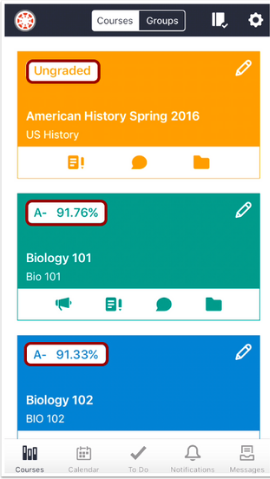 Courses Groups
Ungraded
American History Spring 2016
US History
A- 91.76%
Biology 101
Bio 101
A- 91.33%
Biology 102
BIO 102
Courses Calendar To Do Notifications Messages